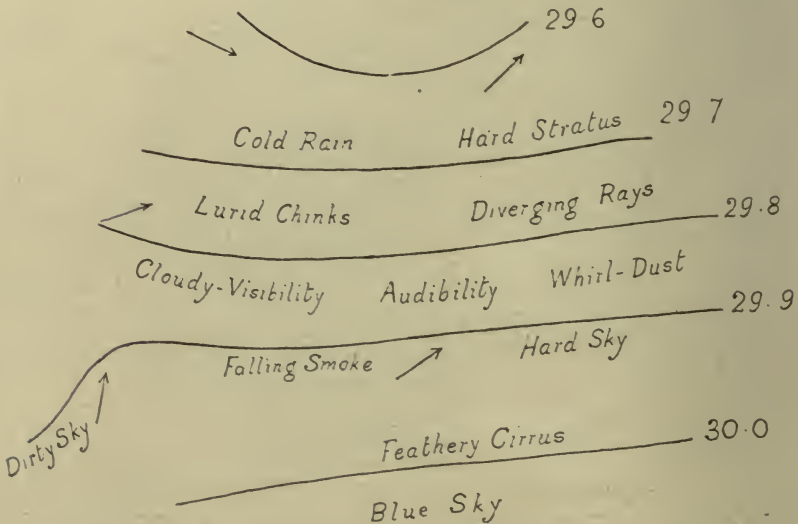 29·6
Cold Rain Hard Stratus 29 7
Lurid Chinks Diverging Rays 29·8
Cloudy-Visibility Audibility Whirl-Dust
29·9
Falling Smoke Hard Sky
Dirty Sky
Feathery Cirrus 30·0
Blue Sky